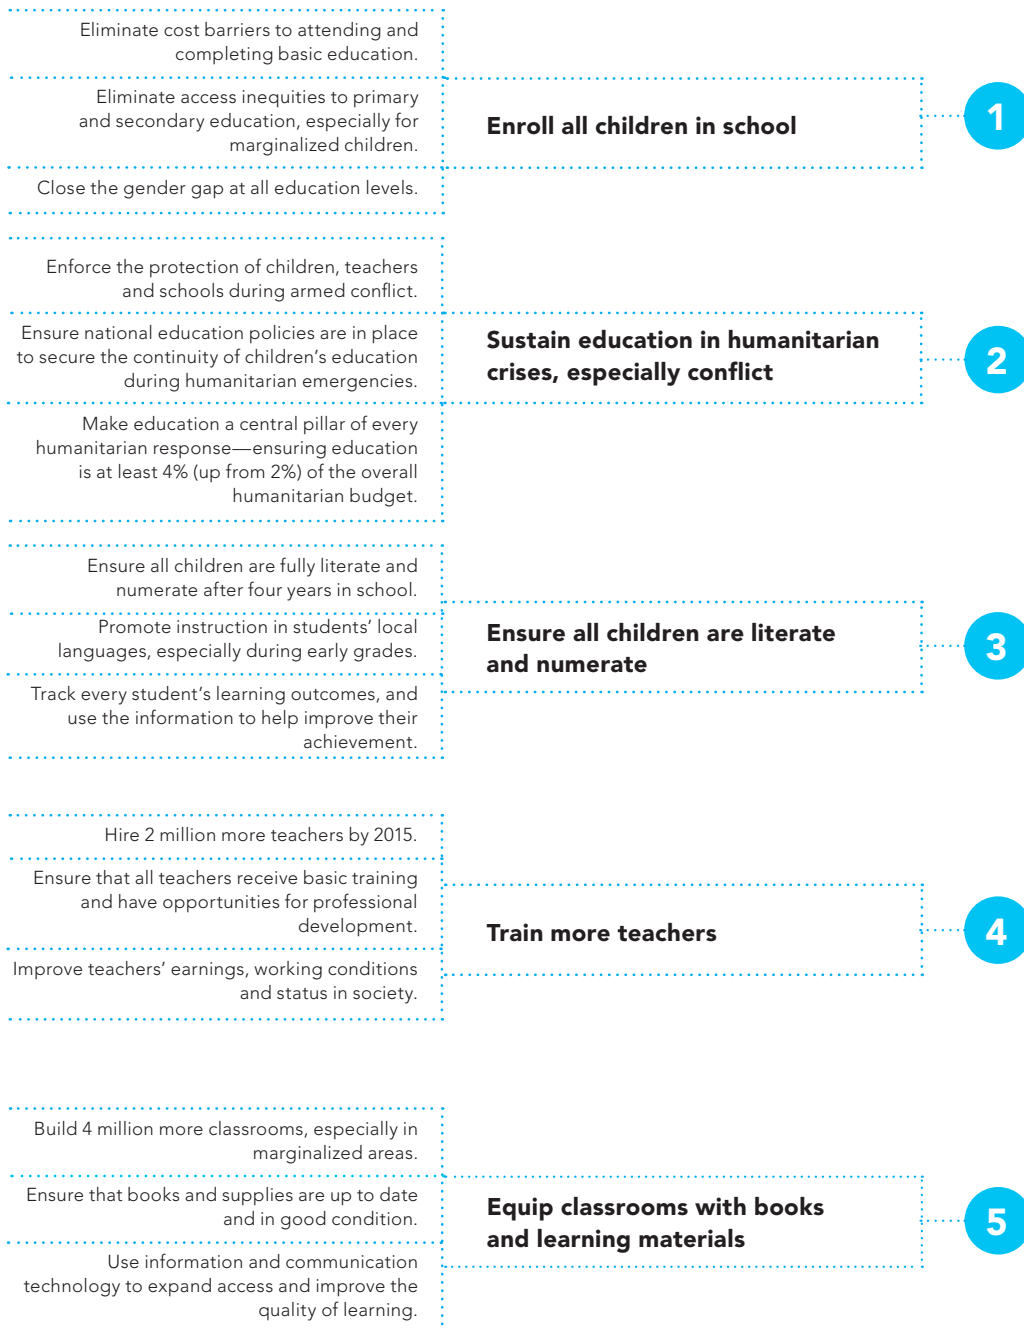 Eliminate cost barriers to attending and
completing basic education.
Eliminate access inequities to primary
and secondary education, especially for
marginalized children.
Close the gender gap at all education levels.
Enroll all children in school
1
Enforce the protection of children, teachers
and schools during armed conflict.
Ensure national education policies are in place
to secure the continuity of children’s education
during humanitarian emergencies.
Make education a central pillar of every
humanitarian response—ensuring education
is at least 4% (up from 2%) of the overall
humanitarian budget.
Sustain education in humanitarian
crises, especially conflict
2
Ensure all children are fully literate and
numerate after four years in school.
Promote instruction in students’ local
languages, especially during early grades.
Track every student’s learning outcomes, and
use the information to help improve their
achievement.
Ensure all children are literate
and numerate
3
Hire 2 million more teachers by 2015.
Ensure that all teachers receive basic training
and have opportunities for professional
development.
Improve teachers’ earnings, working conditions
and status in society.
Train more teachers
4
Build 4 million more classrooms, especially in
marginalized areas.
Ensure that books and supplies are up to date
and in good condition.
Use information and communication
technology to expand access and improve the
quality of learning.
Equip classrooms with books
and learning materials
5